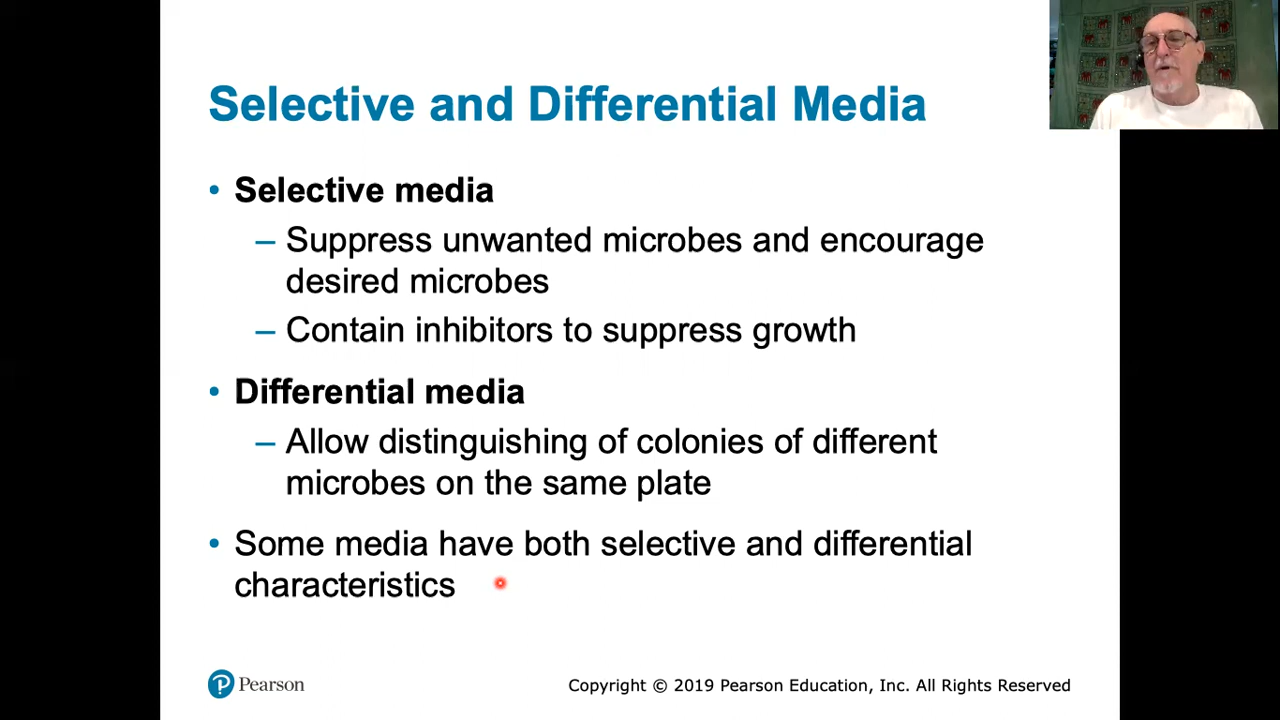 Selective and Differential Media
• Selective media
– Suppress unwanted microbes and encourage
desired microbes
– Contain inhibitors to suppress growth
• Differential media
– Allow distinguishing of colonies of different
microbes on the same plate
• Some media have both selective and differential
characteristics
Pearson
Copyright © 2019 Pearson Education, Inc. All Rights Reserved